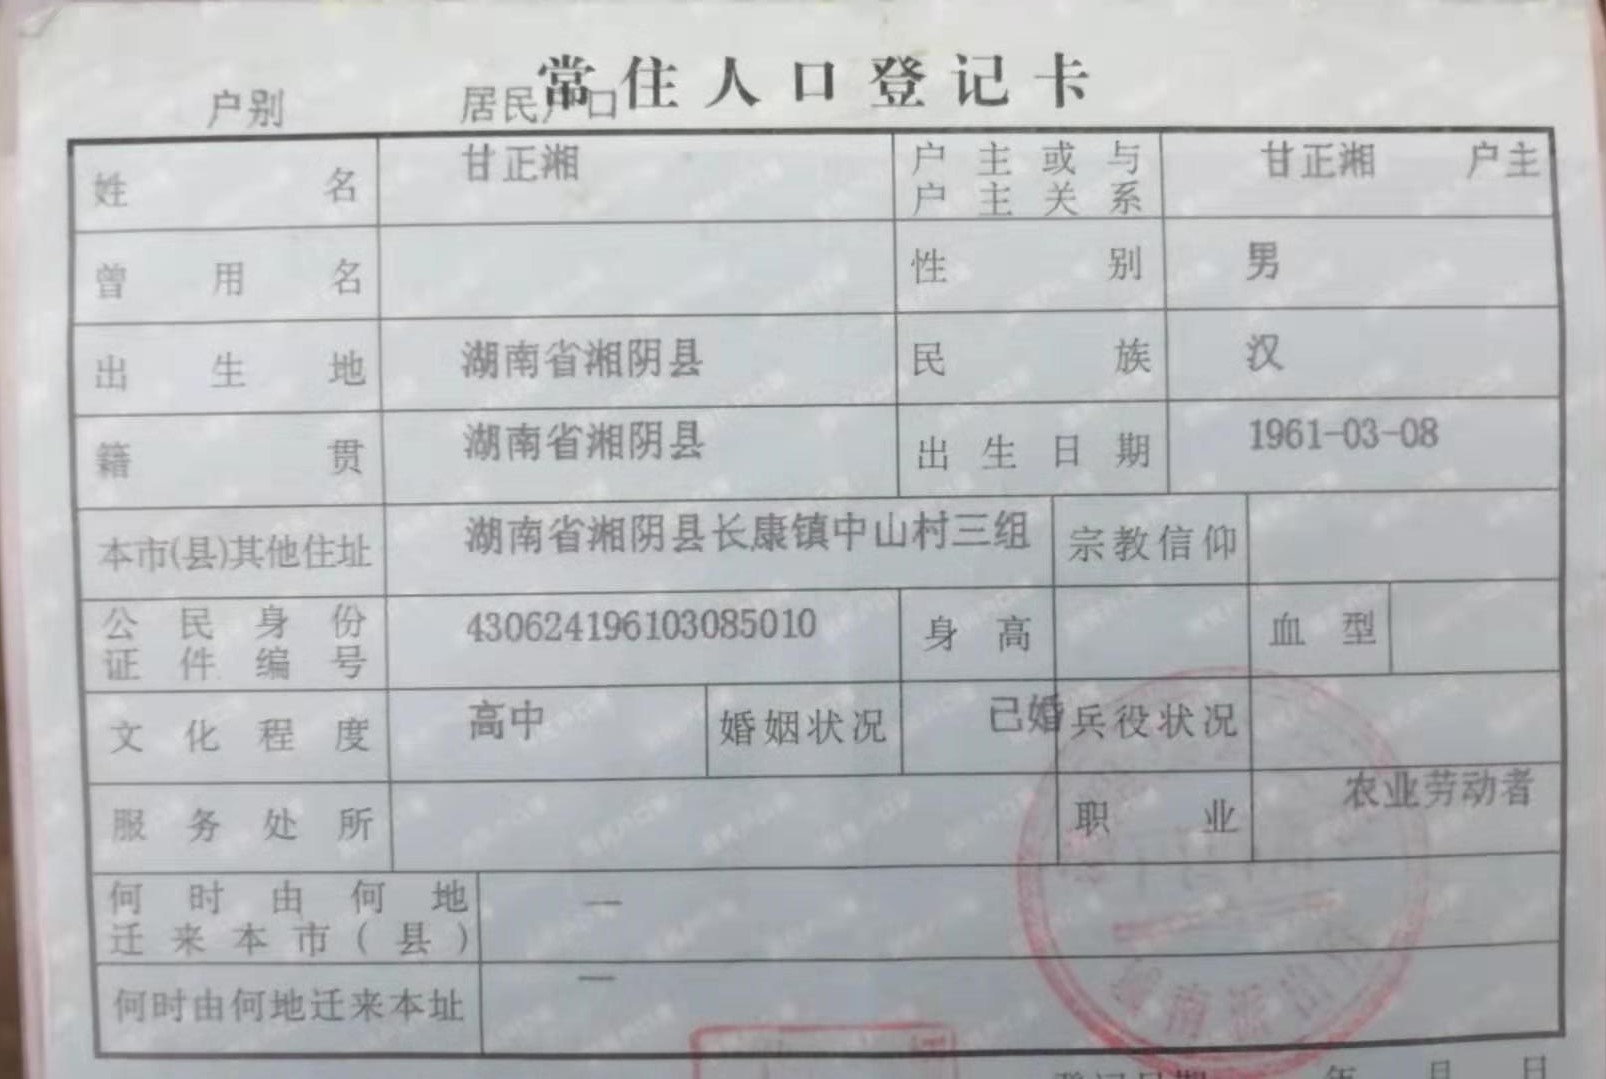 常住人口登记卡
户别 居民户口
姓名 甘正湘 户主或与户主关系 甘正湘 户主
曾用名 性别 男
出生地 湖南省湘阴县 民族 汉
籍贯 湖南省湘阴县 出生日期 1961-03-08
本市(县)其他住址 湖南省湘阴县长康镇中山村三组 宗教信仰
公民身份证件编号 430624196103085010 身高 血型
文化程度 高中 婚姻状况 已婚 兵役状况
服务处所 职业 农业劳动者
何时由何地迁来本市(县) —
何时由何地迁来本址 —
登记日期 年 月 日